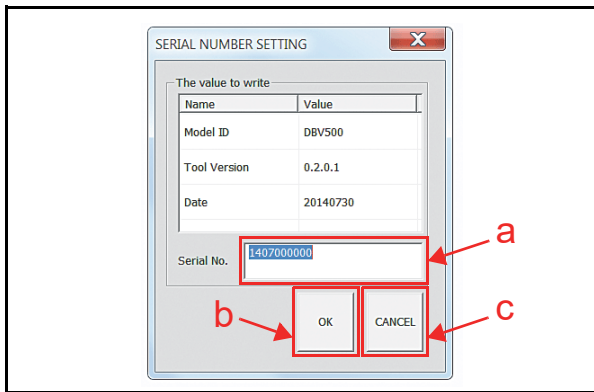 SERIAL NUMBER SETTING
X
The value to write
Name Value
Model ID DBV500
Tool Version 0.2.0.1
Date 20140730
Serial No. 1407000000
a
b
OK CANCEL
c